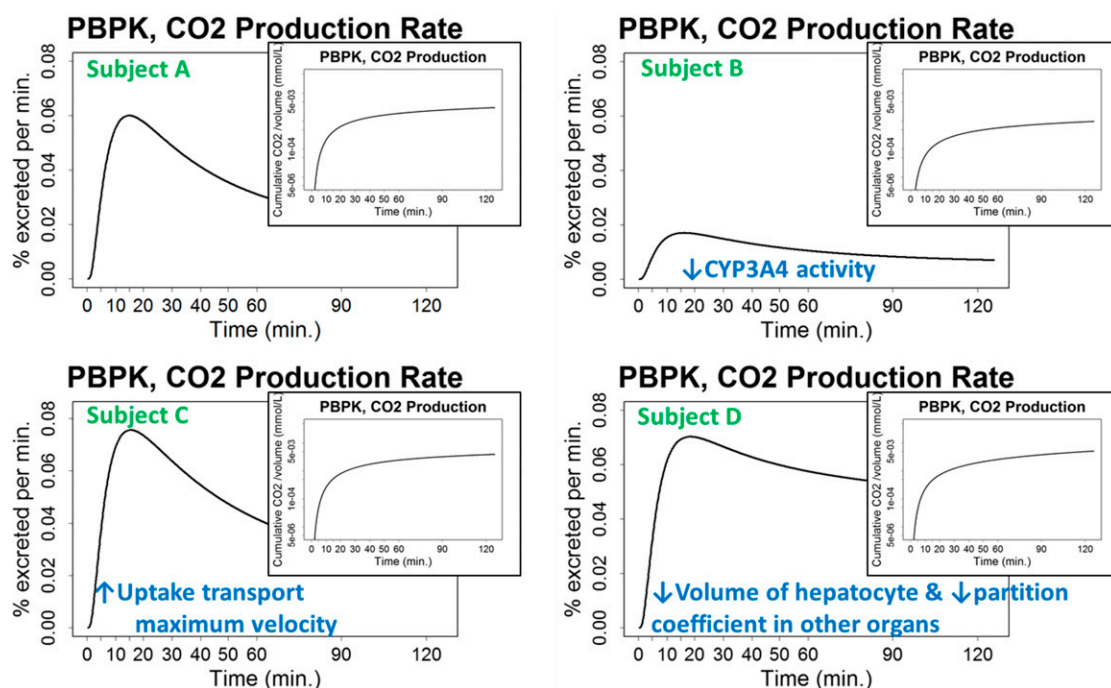 PBPK, CO2 Production Rate
Subject A
% excreted per min.
0.00 0.02 0.04 0.06 0.08
0 10 20 30 40 50 60 90 120
Time (min.)
PBPK, CO2 Production
Cumulative CO2 /volume (mmol/L)
5e-06 1e-04 5e-03
0 10 20 30 40 50 60 90 120
Time (min.)
PBPK, CO2 Production Rate
Subject B
% excreted per min.
0.00 0.02 0.04 0.06 0.08
↓CYP3A4 activity
0 10 20 30 40 50 60 90 120
Time (min.)
PBPK, CO2 Production
Cumulative CO2 /volume (mmol/L)
5e-06 1e-04 5e-03
0 10 20 30 40 50 60 90 120
Time (min.)
PBPK, CO2 Production Rate
Subject C
% excreted per min.
0.00 0.02 0.04 0.06 0.08
↑Uptake transport
maximum velocity
0 10 20 30 40 50 60 90 120
Time (min.)
PBPK, CO2 Production
Cumulative CO2 /volume (mmol/L)
5e-06 1e-04 5e-03
0 10 20 30 40 50 60 90 120
Time (min.)
PBPK, CO2 Production Rate
Subject D
% excreted per min.
0.00 0.02 0.04 0.06 0.08
↓Volume of hepatocyte & ↓partition
coefficient in other organs
0 10 20 30 40 50 60 90 120
Time (min.)
PBPK, CO2 Production
Cumulative CO2 /volume (mmol/L)
5e-06 1e-04 5e-03
0 10 20 30 40 50 60 90 120
Time (min.)